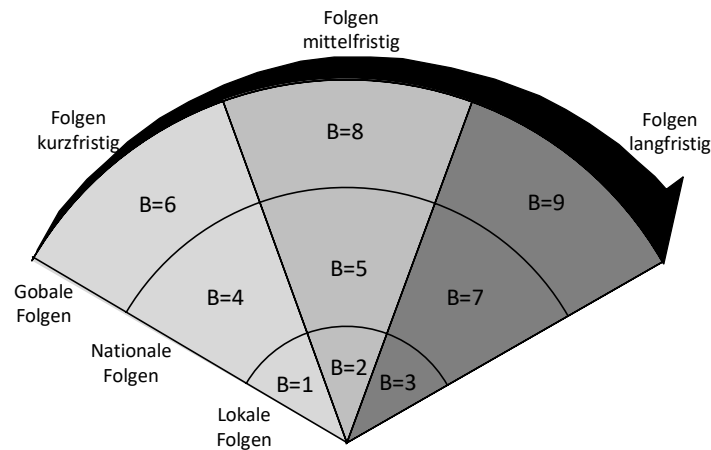 Folgen
mittelfristig
Folgen
kurzfristig
Folgen
langfristig
B=8
B=6
B=9
B=5
B=4
B=7
B=2
B=1
B=3
Gobale
Folgen
Nationale
Folgen
Lokale
Folgen